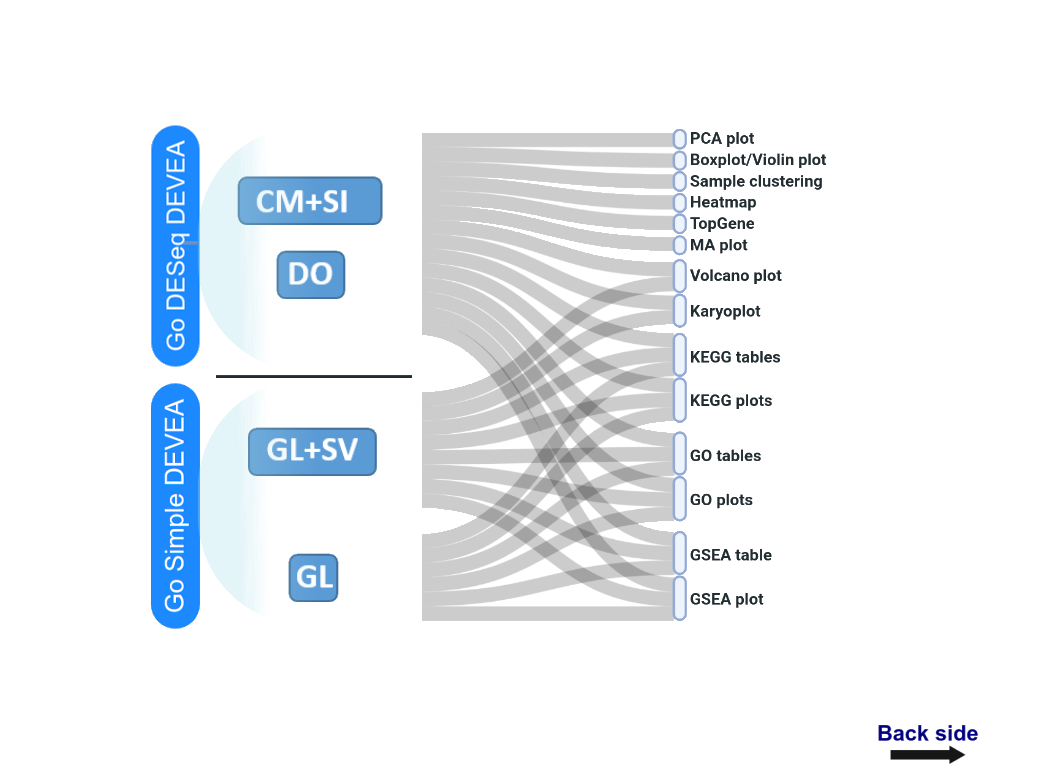 Go DESeq DEVEA
CM+SI
DO
Go Simple DEVEA
GL+SV
GL
PCA plot
Boxplot/Violin plot
Sample clustering
Heatmap
TopGene
MA plot
Volcano plot
Karyoplot
KEGG tables
KEGG plots
GO tables
GO plots
GSEA table
GSEA plot
Back side